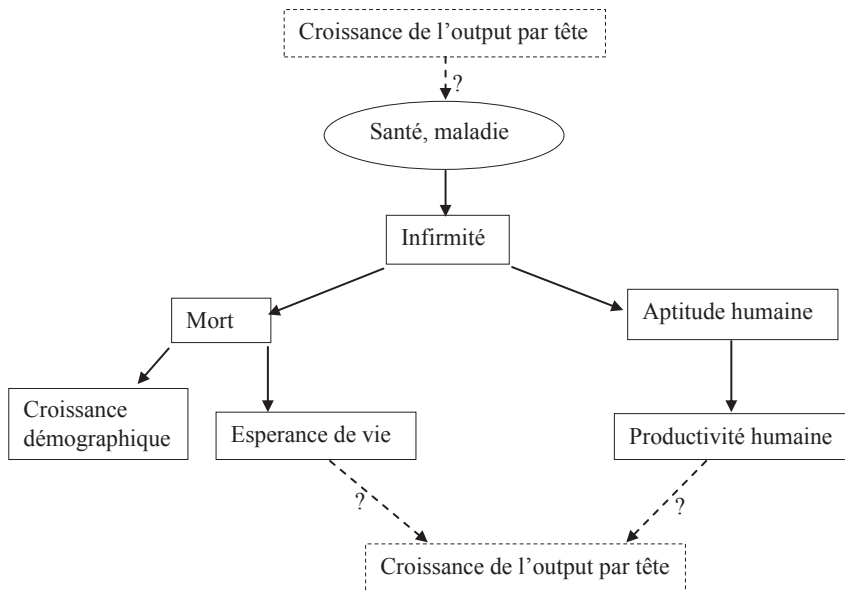 Croissance de l’output par tête
?
Santé, maladie
Infirmité
Mort
Aptitude humaine
Croissance
démographique
Esperance de vie
Productivité humaine
?
?
Croissance de l’output par tête